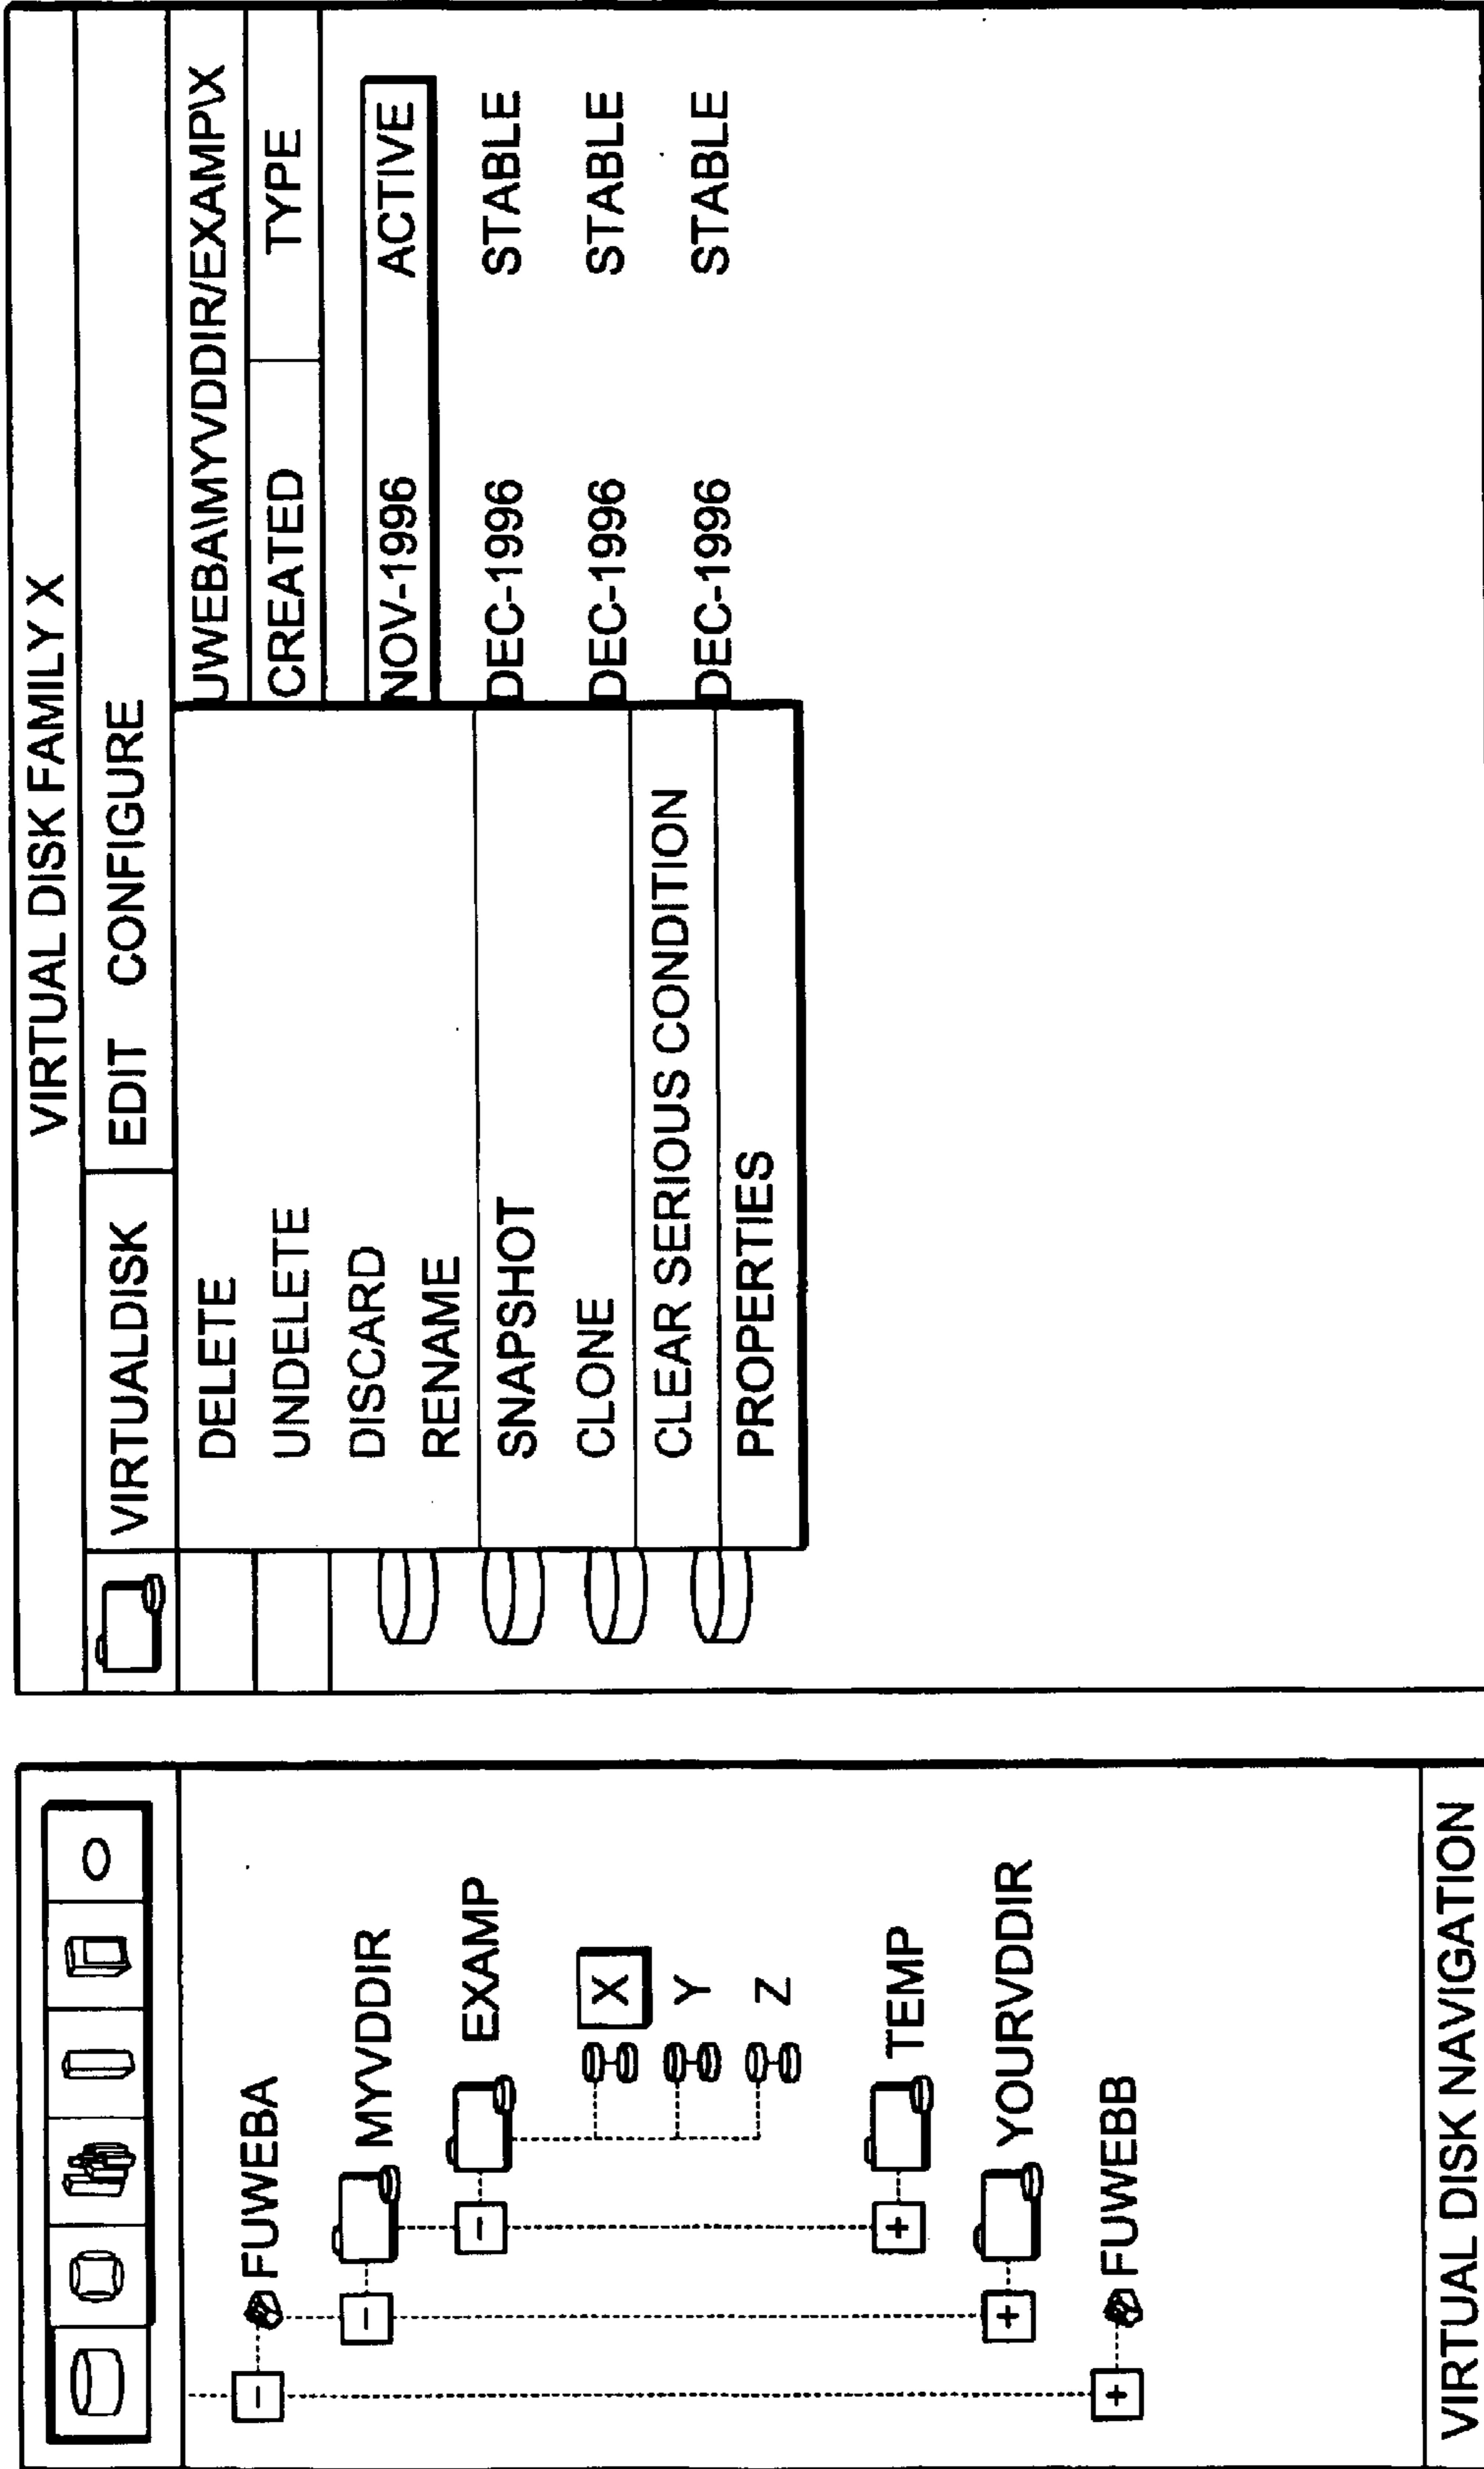 - FUWEBA
- MYVDDIR
- EXAMP
X
Y
Z
+ TEMP
+ YOURVDDIR
+ FUWEBB
VIRTUAL DISK NAVIGATION
VIRTUAL DISK FAMILY X
VIRTUALDISK EDIT CONFIGURE
UWEBA\MYVDDIR/EXAMP\X
CREATED TYPE
NOV-1996 ACTIVE
DEC-1996 STABLE
DEC-1996 STABLE
DEC-1996 STABLE
DELETE
UNDELETE
DISCARD
RENAME
SNAPSHOT
CLONE
CLEAR SERIOUS CONDITION
PROPERTIES